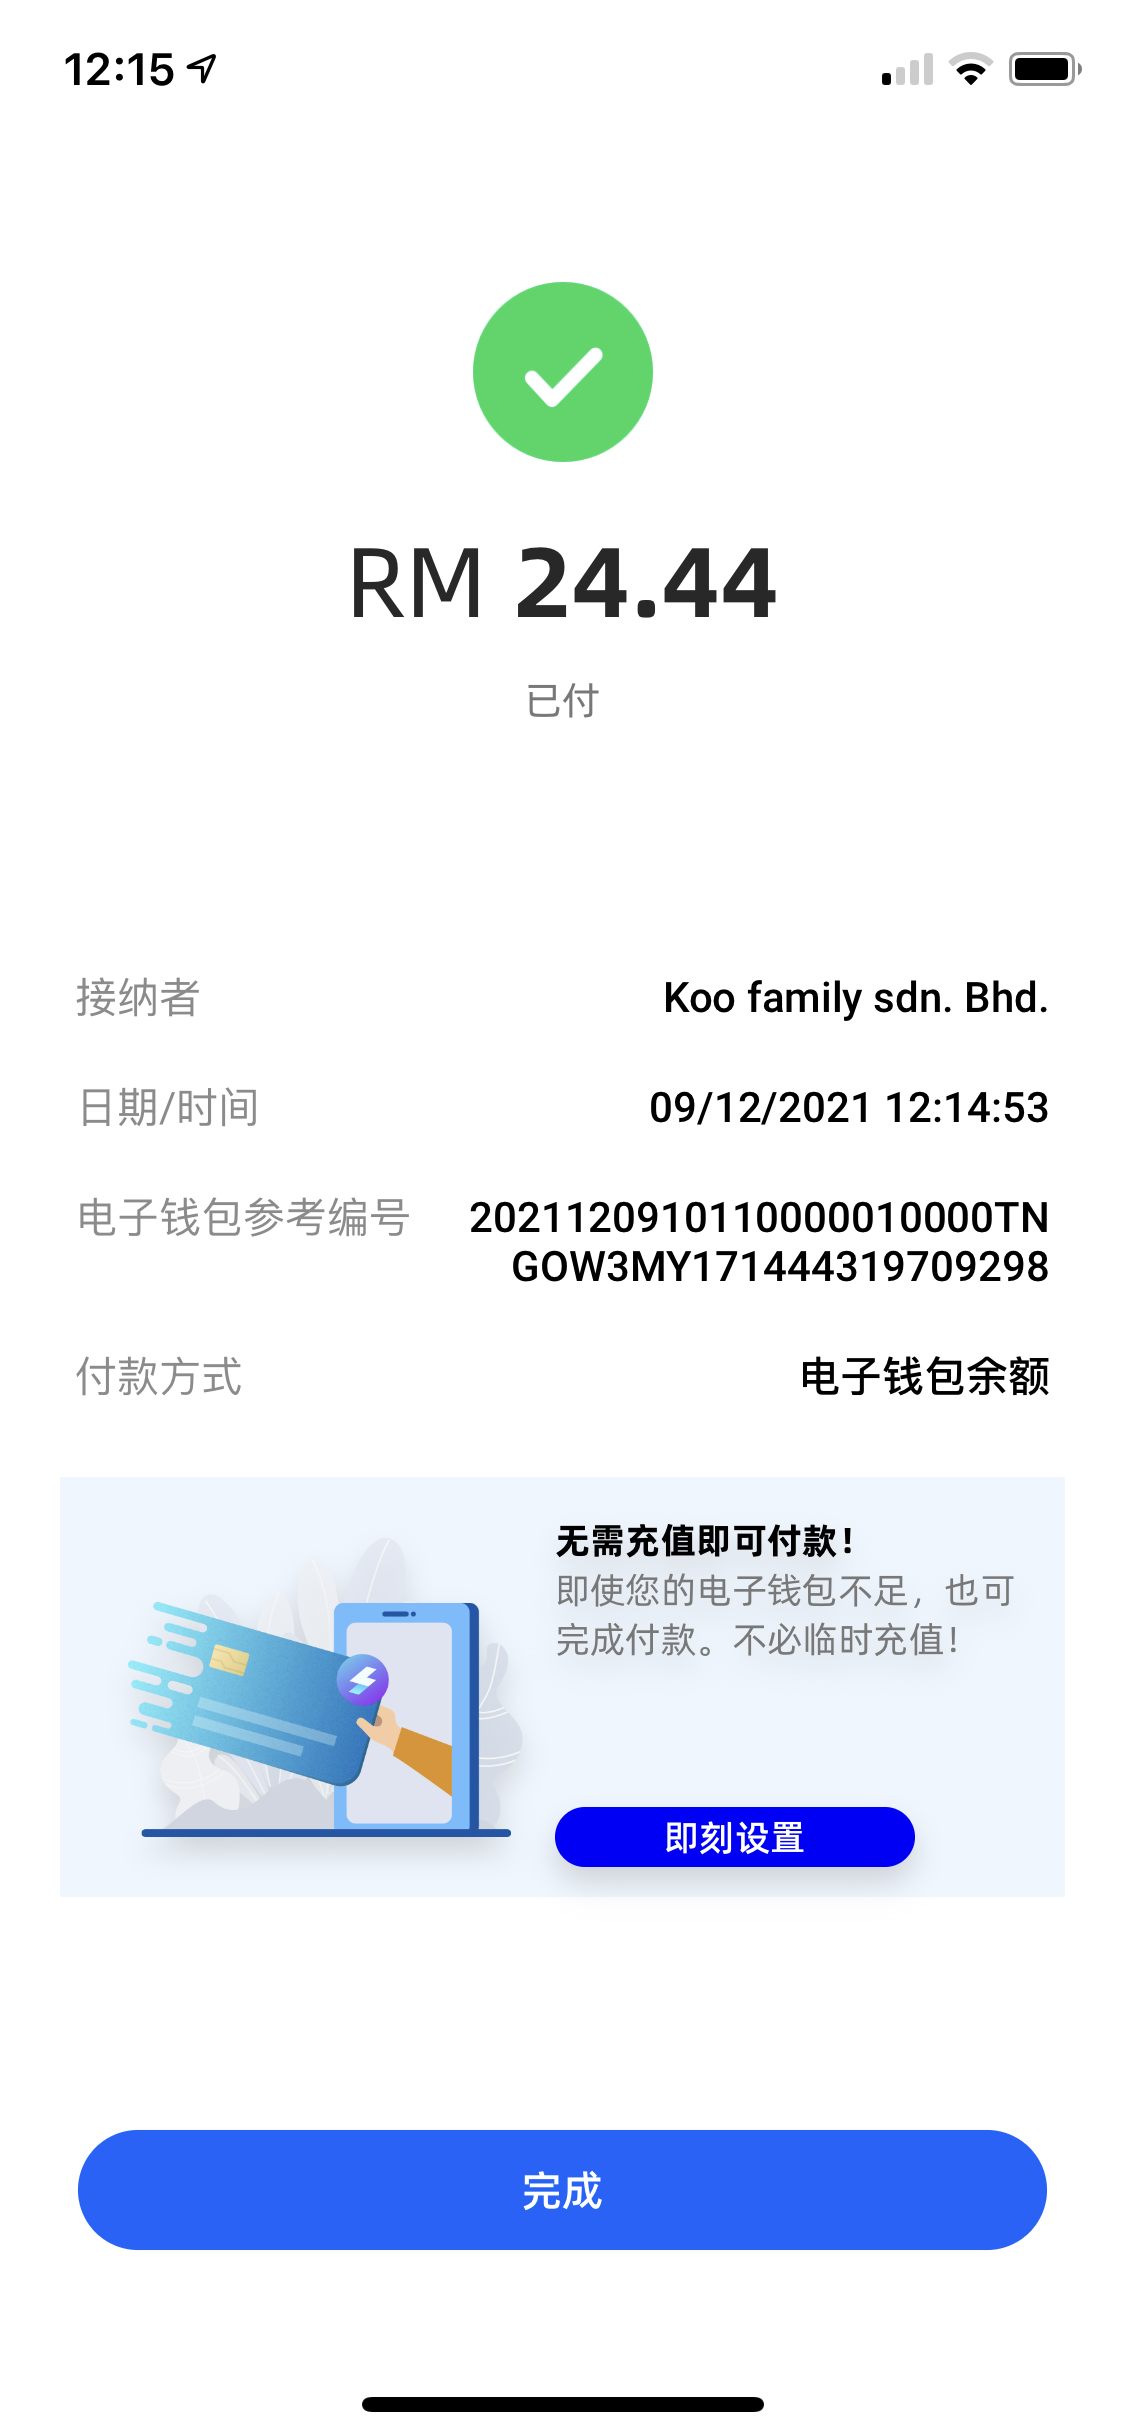 12:15
RM 24.44
已付
接纳者 Koo family sdn. Bhd.
日期/时间 09/12/2021 12:14:53
电子钱包参考编号 20211209101110000010000TN
GOW3MY171444319709298
付款方式 电子钱包余额
无需充值即可付款！
即使您的电子钱包不足，也可
完成付款。不必临时充值！
即刻设置
完成